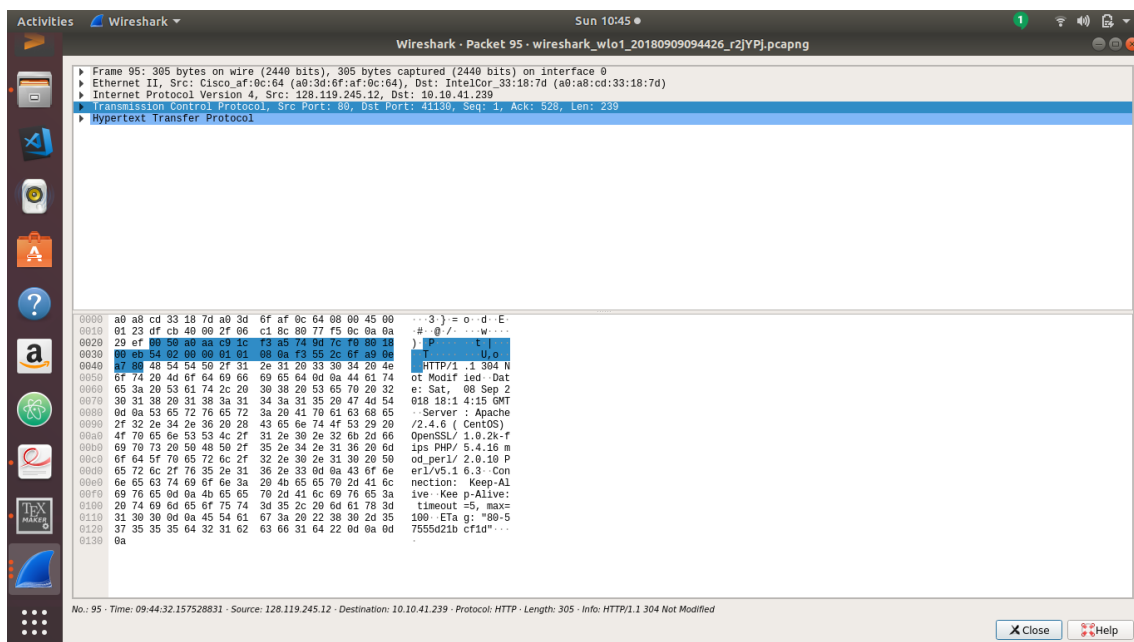 Activities Wireshark Sun 10:45 1
Wireshark · Packet 95 · wireshark_wlo1_20180909094426_r2jYPj.pcapng
Frame 95: 305 bytes on wire (2440 bits), 305 bytes captured (2440 bits) on interface 0
Ethernet II, Src: Cisco_af:0c:64 (a0:3d:6f:af:0c:64), Dst: IntelCor_33:18:7d (a0:a8:cd:33:18:7d)
Internet Protocol Version 4, Src: 128.119.245.12, Dst: 10.10.41.239
Transmission Control Protocol, Src Port: 80, Dst Port: 41130, Seq: 1, Ack: 528, Len: 239
Hypertext Transfer Protocol
0000 a0 a8 cd 33 18 7d a0 3d 6f af 0c 64 08 00 45 00 ···3·}·= o··d··E·
0010 01 23 df cb 40 00 2f 06 c1 8c 80 77 f5 0c 0a 0a ·#··@·/· ···w····
0020 29 ef 00 50 a0 aa c9 1c f3 a5 74 9d 7c f0 80 18 )··P···· ··t·|···
0030 00 eb 54 02 00 00 01 01 08 0a f3 55 2c 6f a9 0e ··T····· ···U,o··
0040 a7 80 48 54 54 50 2f 31 2e 31 20 33 30 34 20 4e ··HTTP/1 .1 304 N
0050 6f 74 20 4d 6f 64 69 66 69 65 64 0d 0a 44 61 74 ot Modif ied··Dat
0060 65 3a 20 53 61 74 2c 20 30 38 20 53 65 70 20 32 e: Sat, 08 Sep 2
0070 30 31 38 20 31 38 3a 31 34 3a 31 35 20 47 4d 54 018 18:1 4:15 GMT
0080 0d 0a 53 65 72 76 65 72 3a 20 41 70 61 63 68 65 ··Server : Apache
0090 2f 32 2e 34 2e 36 20 28 43 65 6e 74 4f 53 29 20 /2.4.6 ( CentOS)
00a0 4f 70 65 6e 53 53 4c 2f 31 2e 30 2e 32 6b 2d 66 OpenSSL/ 1.0.2k-f
00b0 69 70 73 20 50 48 50 2f 35 2e 34 2e 31 36 20 6d ips PHP/ 5.4.16 m
00c0 6f 64 5f 70 65 72 6c 2f 32 2e 30 2e 31 30 20 50 od_perl/ 2.0.10 P
00d0 65 72 6c 2f 76 35 2e 31 36 2e 33 0d 0a 43 6f 6e erl/v5.1 6.3··Con
00e0 6e 65 63 74 69 6f 6e 3a 20 4b 65 65 70 2d 41 6c nection: Keep-Al
00f0 69 76 65 0d 0a 4b 65 65 70 2d 41 6c 69 76 65 3a ive··Kee p-Alive:
0100 20 74 69 6d 65 6f 75 74 3d 35 2c 20 6d 61 78 3d timeout =5, max=
0110 31 30 30 0d 0a 45 54 61 67 3a 20 22 38 30 2d 35 100··ETa g: "80-5
0120 37 35 35 35 64 32 31 62 63 66 31 64 22 0d 0a 0d 7555d21b cf1d"···
0130 0a ·
No.: 95 · Time: 09:44:32.157528831 · Source: 128.119.245.12 · Destination: 10.10.41.239 · Protocol: HTTP · Length: 305 · Info: HTTP/1.1 304 Not Modified
Close Help
A
?
a
TEX
MAKER